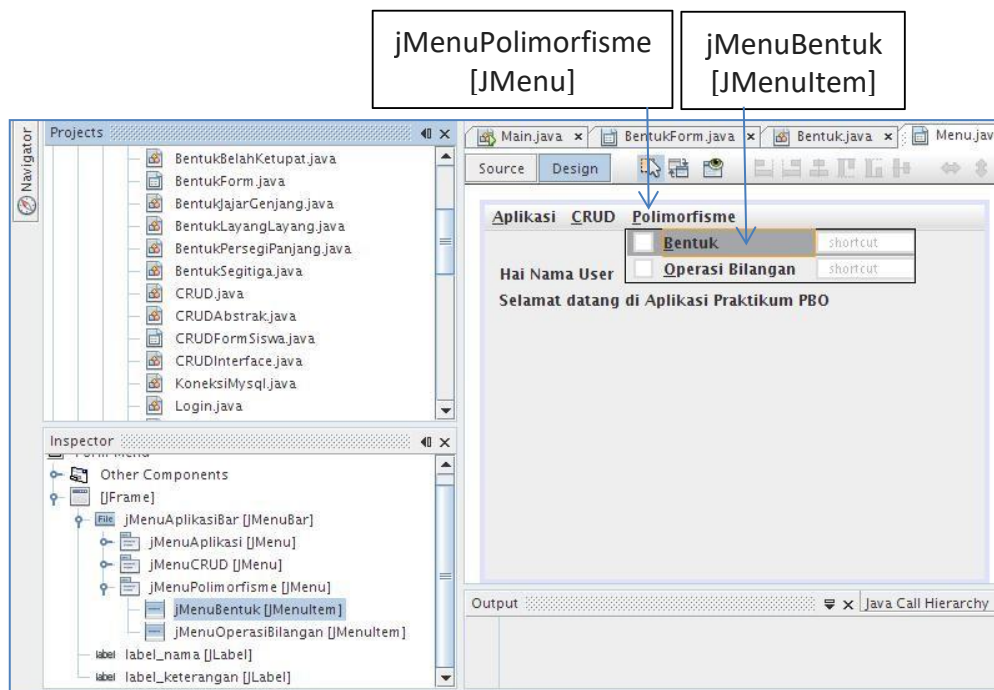 jMenuPolimorfisme
[JMenu]
jMenuBentuk
[JMenuItem]
Navigator
Projects
BentukBelahKetupat.java
BentukForm.java
BentukJajarGenjang.java
BentukLayangLayang.java
BentukPersegiPanjang.java
BentukSegitiga.java
CRUD.java
CRUDAbstrak.java
CRUDFormSiswa.java
CRUDInterface.java
KoneksiMysql.java
Login.java
Main.java
BentukForm.java
Bentuk.java
Menu.jav
Source
Design
Aplikasi CRUD Polimorfisme
Bentuk shortcut
Operasi Bilangan shortcut
Hai Nama User
Selamat datang di Aplikasi Praktikum PBO
Inspector
Other Components
[JFrame]
File jMenuAplikasiBar [JMenuBar]
jMenuAplikasi [JMenu]
jMenuCRUD [JMenu]
jMenuPolimorfisme [JMenu]
jMenuBentuk [JMenuItem]
jMenuOperasiBilangan [JMenuItem]
label label_nama [JLabel]
label label_keterangan [JLabel]
Output
Java Call Hierarchy